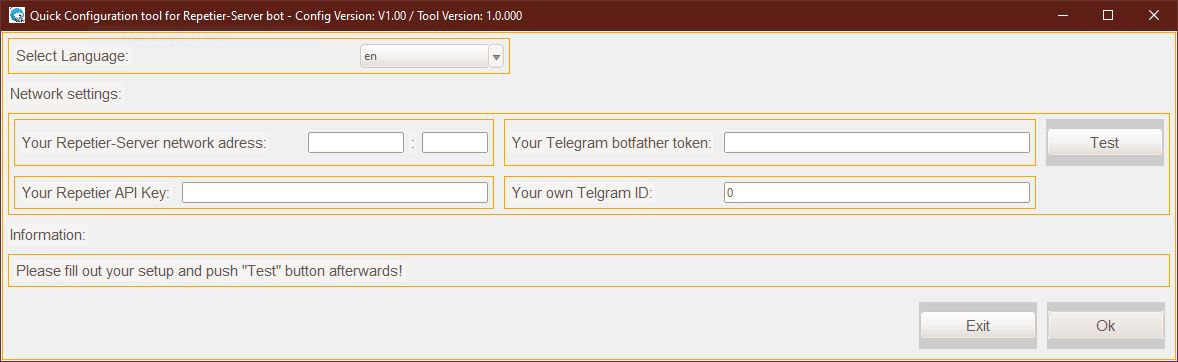 Quick Configuration tool for Repetier-Server bot - Config Version: V1.00 / Tool Version: 1.0.000
Select Language: en
Network settings:
Your Repetier-Server network adress: : Your Telegram botfather token: Test
Your Repetier API Key: Your own Telgram ID: 0
Information:
Please fill out your setup and push "Test" button afterwards!
Exit Ok